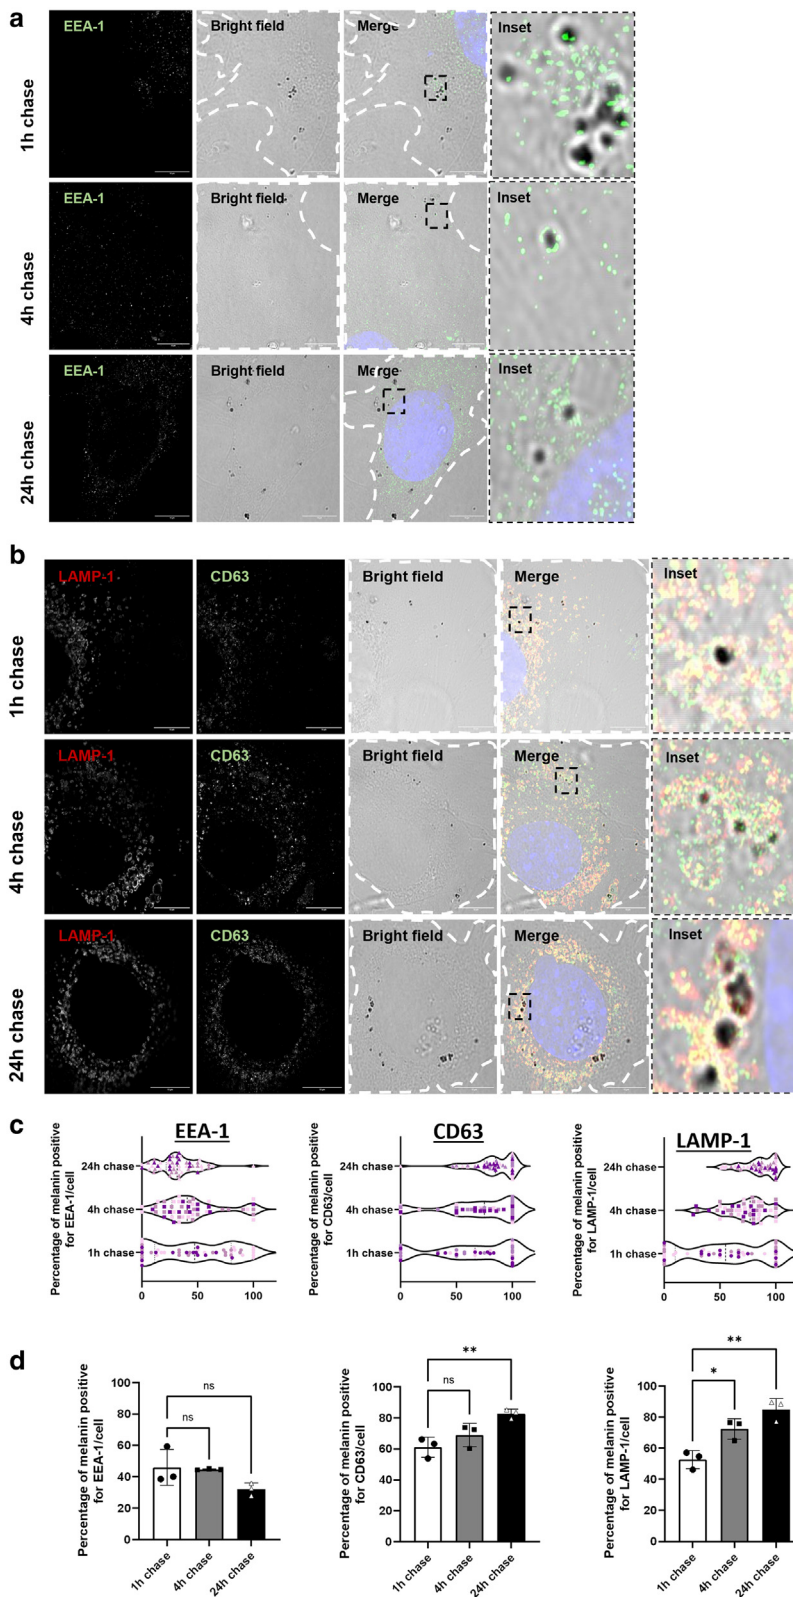 a
EEA-1
Bright field
Merge
Inset
1h chase
EEA-1
Bright field
Merge
Inset
4h chase
EEA-1
Bright field
Merge
Inset
24h chase
b
LAMP-1
CD63
Bright field
Merge
Inset
1h chase
LAMP-1
CD63
Bright field
Merge
Inset
4h chase
LAMP-1
CD63
Bright field
Merge
Inset
24h chase
c
EEA-1
Percentage of melanin positive
for EEA-1/cell
24h chase
4h chase
1h chase
0 50 100
CD63
Percentage of melanin positive
for CD63/cell
24h chase
4h chase
1h chase
0 50 100
LAMP-1
Percentage of melanin positive
for LAMP-1/cell
24h chase
4h chase
1h chase
0 50 100
d
Percentage of melanin positive
for EEA-1/cell
100
80
60
40
20
0
ns
ns
1h chase
4h chase
24h chase
Percentage of melanin positive
for CD63/cell
100
80
60
40
20
0
**
ns
1h chase
4h chase
24h chase
Percentage of melanin positive
for LAMP-1/cell
100
80
60
40
20
0
**
*
1h chase
4h chase
24h chase